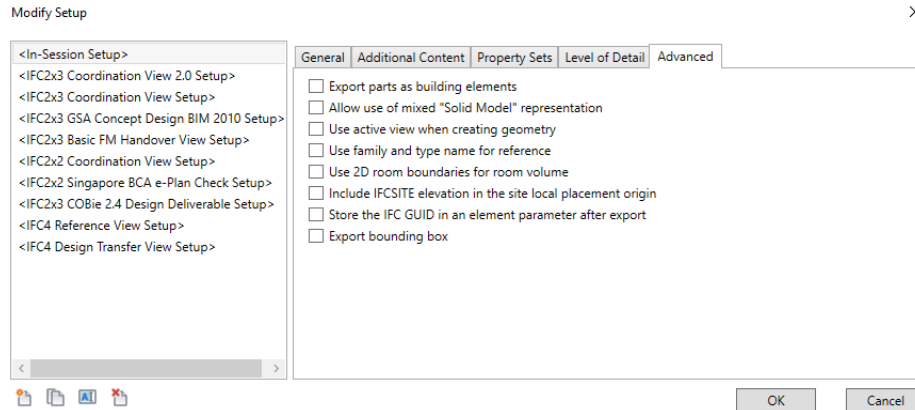 Modify Setup
<In-Session Setup>
<IFC2x3 Coordination View 2.0 Setup>
<IFC2x3 Coordination View Setup>
<IFC2x3 GSA Concept Design BIM 2010 Setup>
<IFC2x3 Basic FM Handover View Setup>
<IFC2x2 Coordination View Setup>
<IFC2x2 Singapore BCA e-Plan Check Setup>
<IFC2x3 COBie 2.4 Design Deliverable Setup>
<IFC4 Reference View Setup>
<IFC4 Design Transfer View Setup>
General Additional Content Property Sets Level of Detail Advanced
Export parts as building elements
Allow use of mixed "Solid Model" representation
Use active view when creating geometry
Use family and type name for reference
Use 2D room boundaries for room volume
Include IFCSITE elevation in the site local placement origin
Store the IFC GUID in an element parameter after export
Export bounding box
OK Cancel